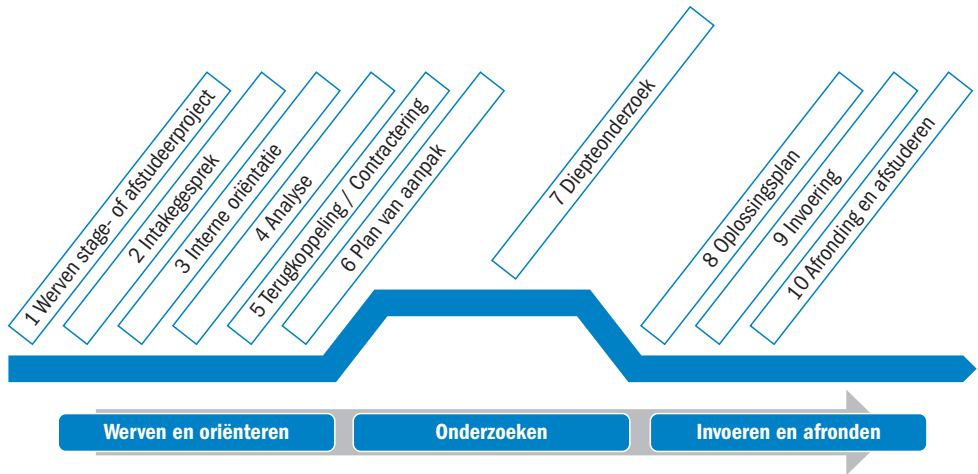 1 Werven stage- of afstudeerproject
2 Intakegesprek
3 Interne oriëntatie
4 Analyse
5 Terugkoppeling / Contractering
6 Plan van aanpak
7 Diepteonderzoek
8 Oplossingsplan
9 Invoering
10 Afronding en afstuderen
Werven en oriënteren
Onderzoeken
Invoeren en afronden